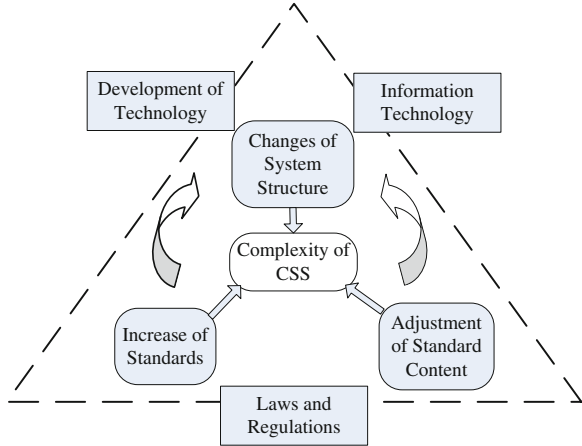 Development of
Technology
Information
Technology
Changes of
System
Structure
Complexity of
CSS
Increase of
Standards
Adjustment
of Standard
Content
Laws and
Regulations